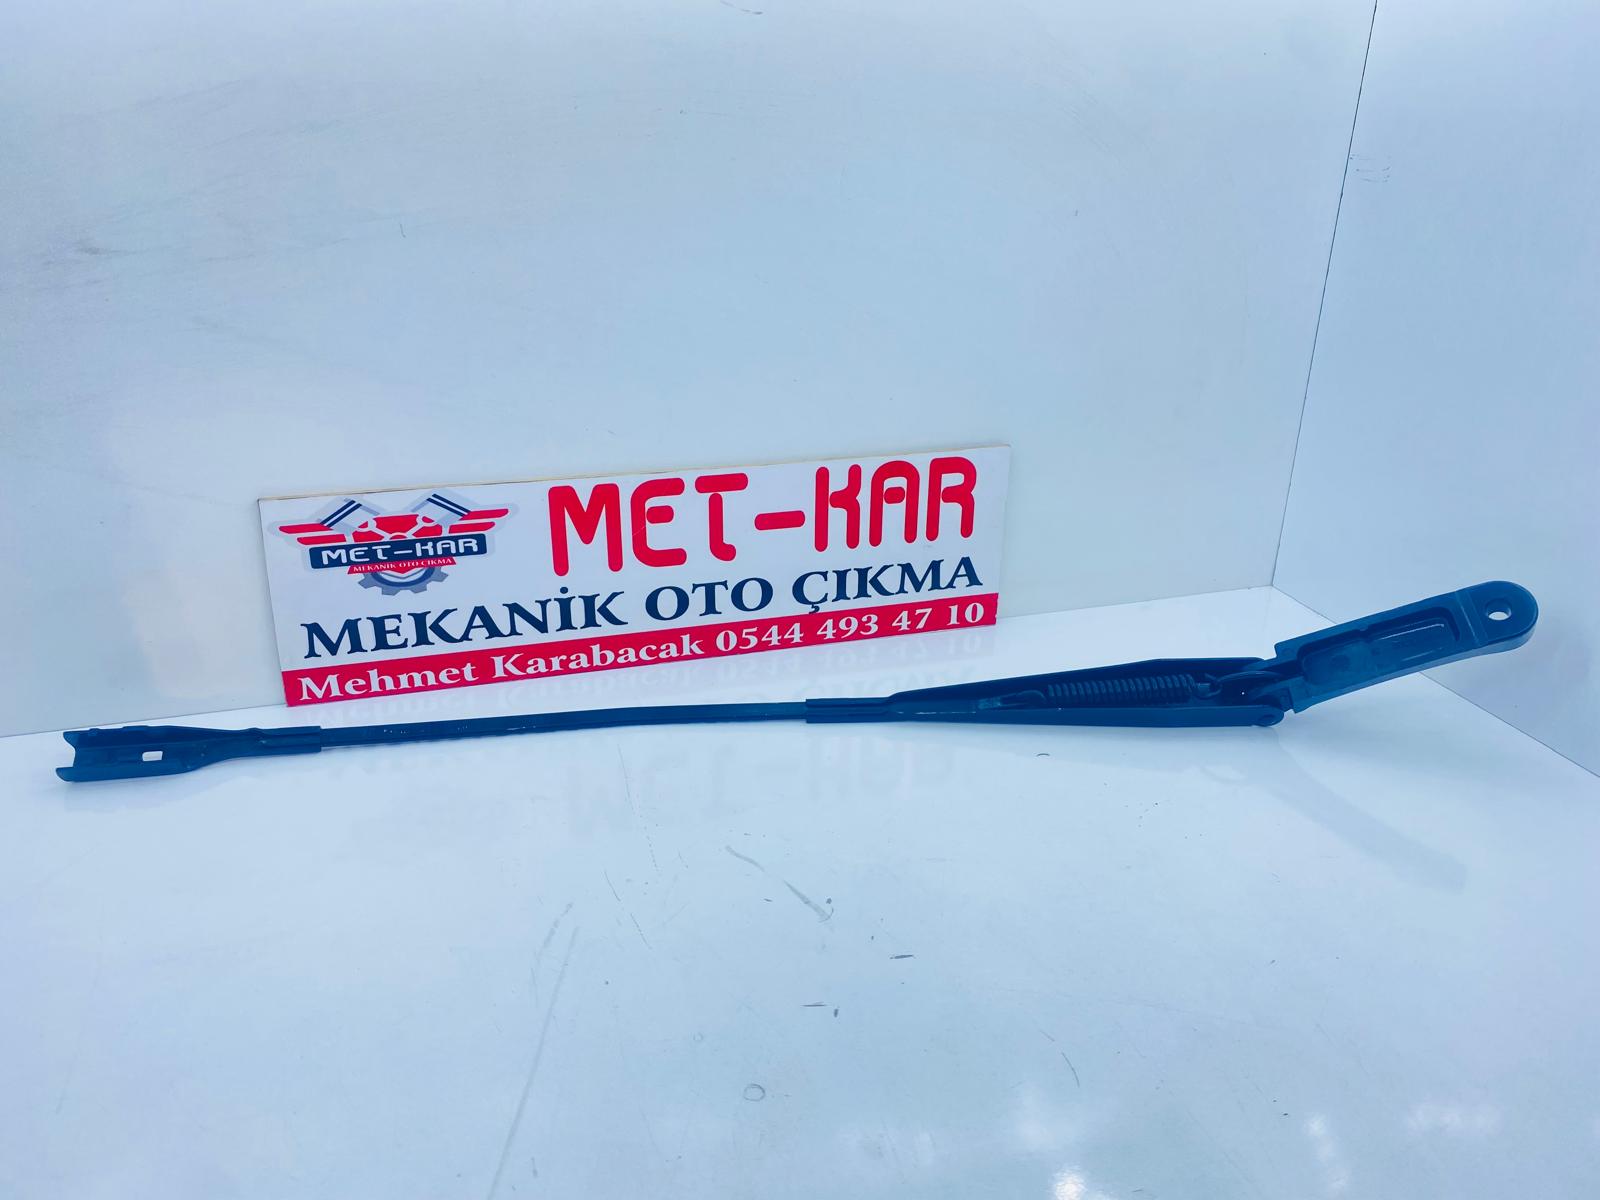 MET-KAR
MEKANİK OTO ÇIKMA
MET-KAR
MEKANİK OTO ÇIKMA
Mehmet Karabacak 0544 493 47 10